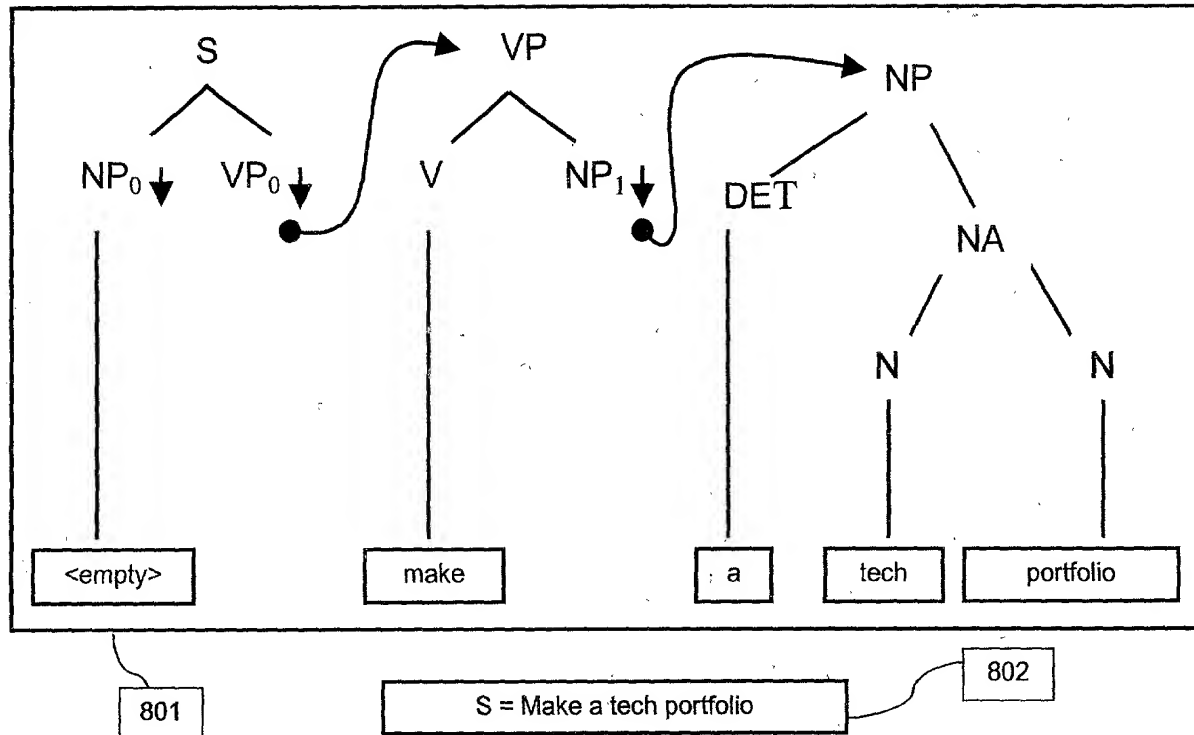 S VP NP
NP₀↓ VP₀↓ V NP₁↓ DET
NA
N N
<empty> make a tech portfolio
801 S = Make a tech portfolio 802